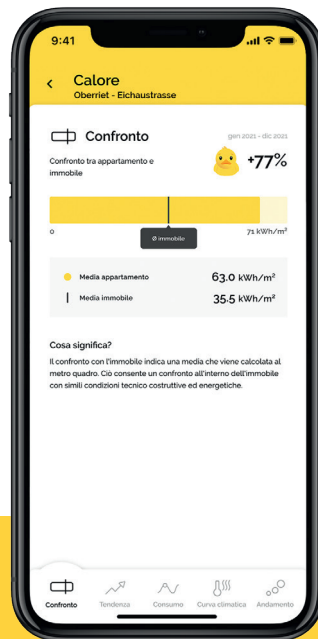 9:41
Calore
Oberriet - Eichaustrasse
Confronto
gen 2021 - dic 2021
Confronto tra appartamento e
immobile
+77%
0
71 kWh/m²
Ø immobile
Media appartamento
63.0 kWh/m²
Media immobile
35.5 kWh/m²
Cosa significa?
Il confronto con l'immobile indica una media che viene calcolata al
metro quadro. Ciò consente un confronto all'interno dell'immobile
con simili condizioni tecnico costruttive ed energetiche.
Confronto
Tendenza
Consumo
Curva climatica
Andamento